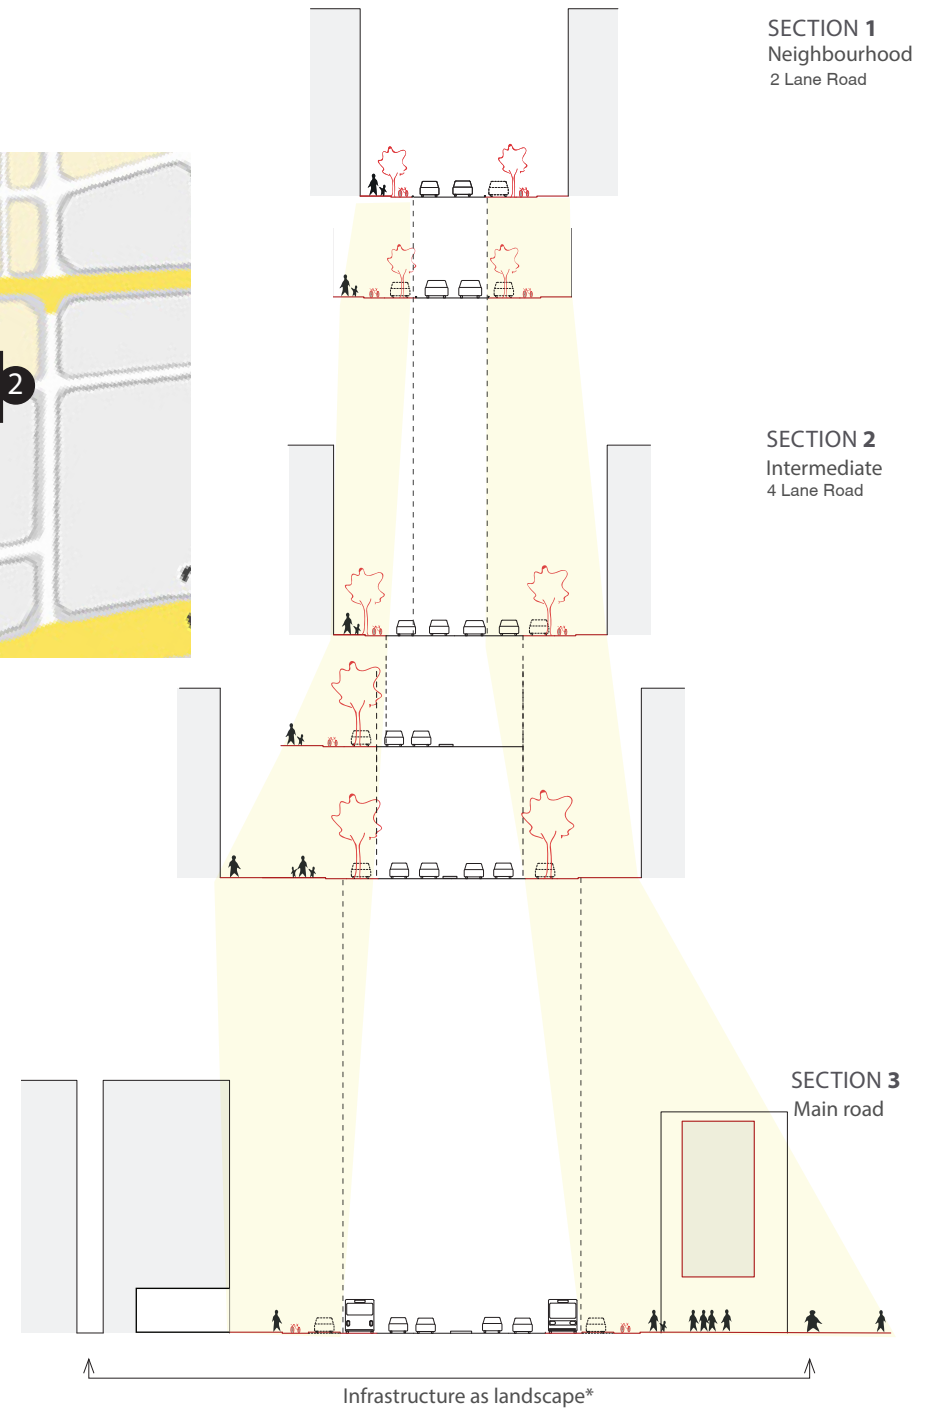 SECTION 1
Neighbourhood
2 Lane Road
2
SECTION 2
Intermediate
4 Lane Road
SECTION 3
Main road
Infrastructure as landscape*